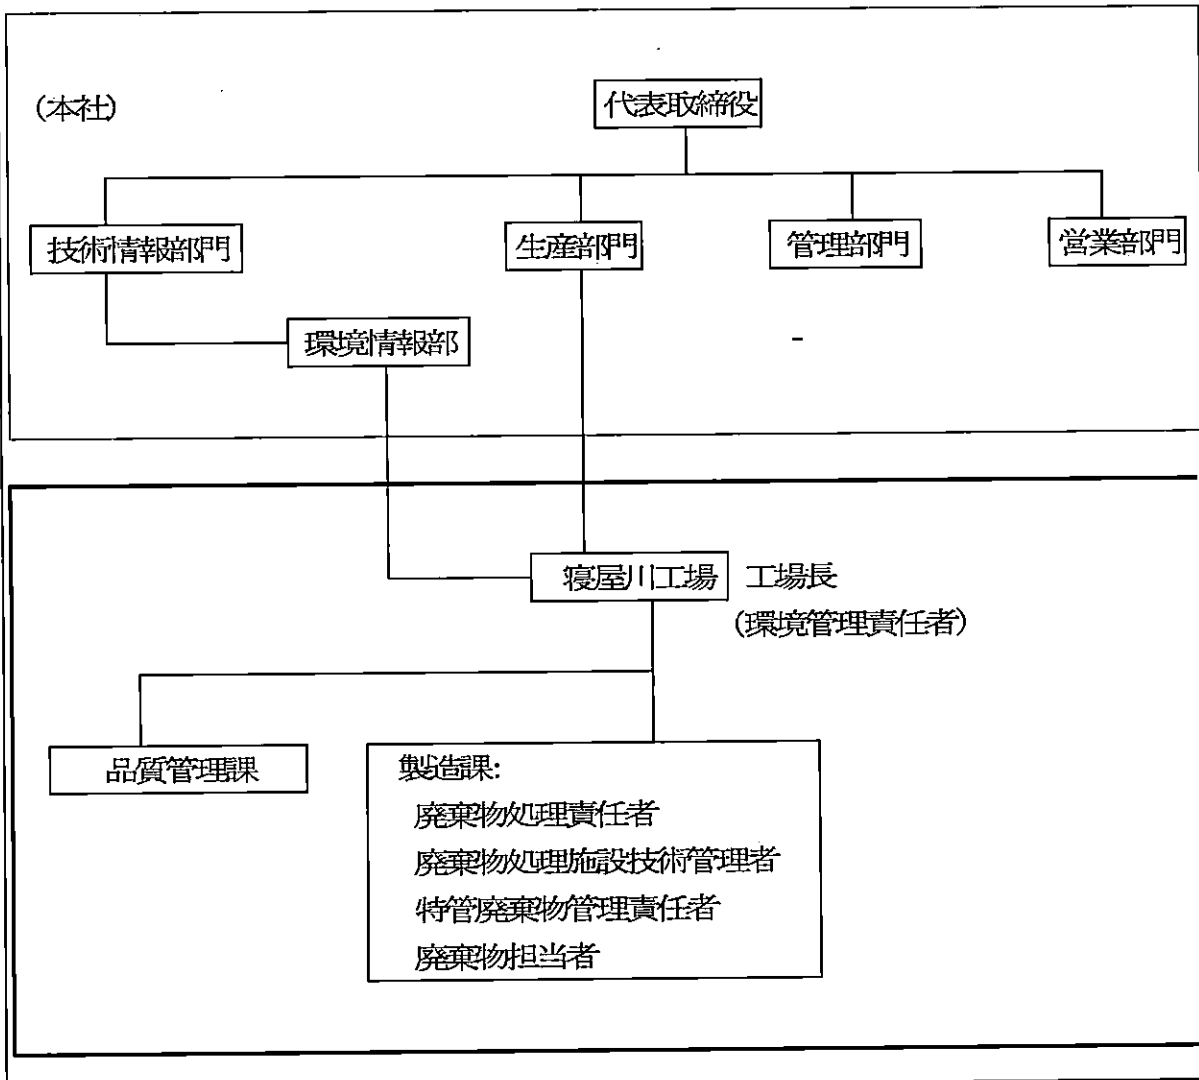 (本社)
代表取締役
技術情報部門
生産部門
管理部門
営業部門
環境情報部
寝屋川工場
工場長
(環境管理責任者)
品質管理課
製造課:
廃棄物処理責任者
廃棄物処理施設技術管理者
特管廃棄物管理責任者
廃棄物担当者